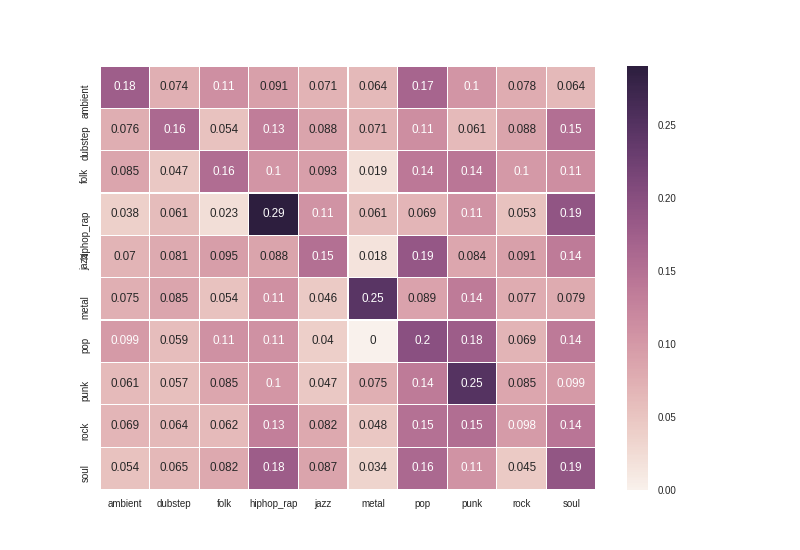 ambient 0.18 0.074 0.11 0.091 0.071 0.064 0.17 0.1 0.078 0.064
dubstep 0.076 0.16 0.054 0.13 0.088 0.071 0.11 0.061 0.088 0.15
folk 0.085 0.047 0.16 0.1 0.093 0.019 0.14 0.14 0.1 0.11
hiphop_rap 0.038 0.061 0.023 0.29 0.11 0.061 0.069 0.11 0.053 0.19
jazz 0.07 0.081 0.095 0.088 0.15 0.018 0.19 0.084 0.091 0.14
metal 0.075 0.085 0.054 0.11 0.046 0.25 0.089 0.14 0.077 0.079
pop 0.099 0.059 0.11 0.11 0.04 0 0.2 0.18 0.069 0.14
punk 0.061 0.057 0.085 0.1 0.047 0.075 0.14 0.25 0.085 0.099
rock 0.069 0.064 0.062 0.13 0.082 0.048 0.15 0.15 0.098 0.14
soul 0.054 0.065 0.082 0.18 0.087 0.034 0.16 0.11 0.045 0.19
ambient dubstep folk hiphop_rap jazz metal pop punk rock soul
0.25
0.20
0.15
0.10
0.05
0.00